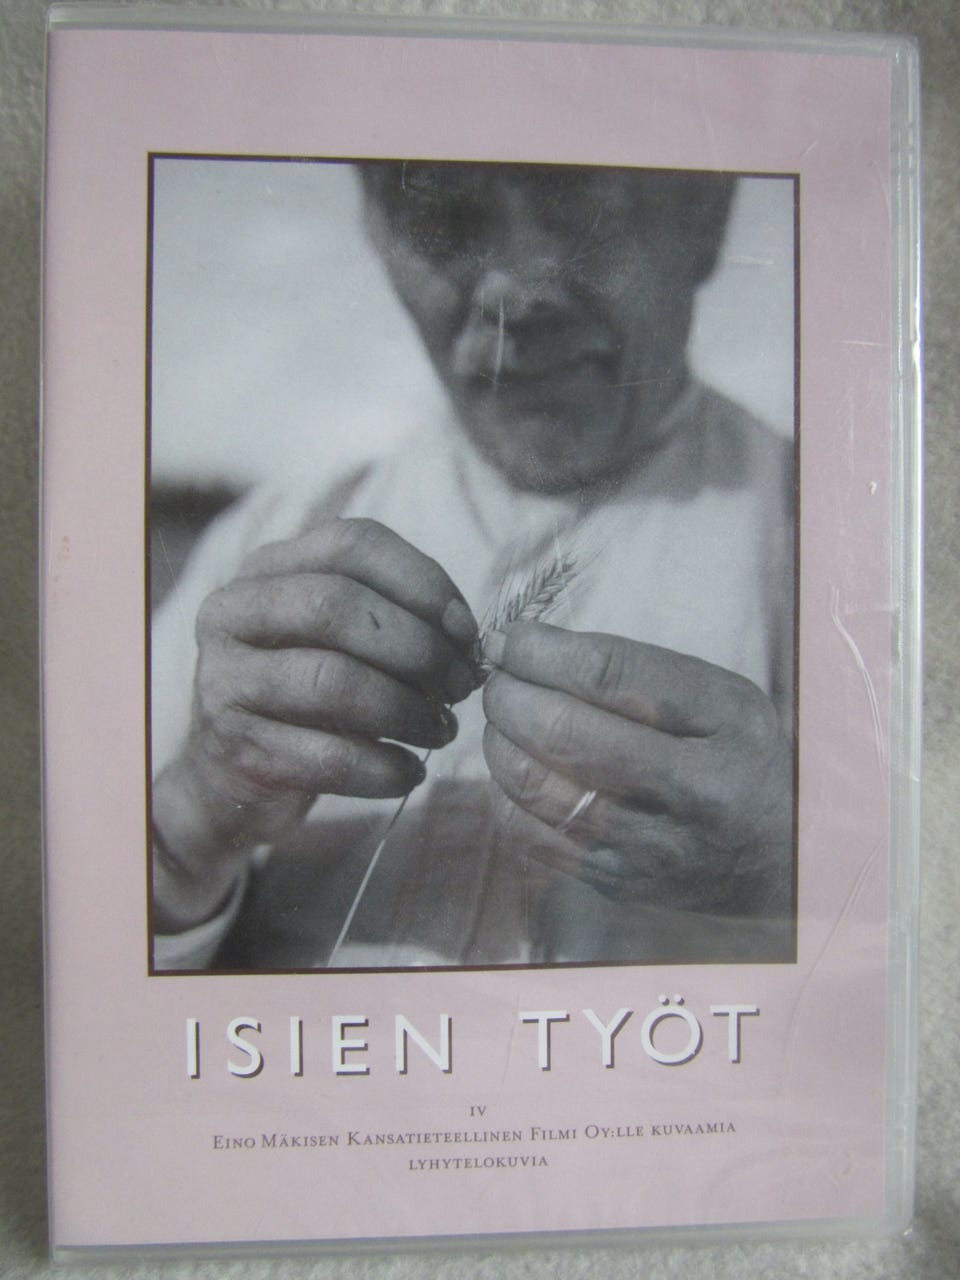 ISIEN TYÖT
IV
EINO MÄKISEN KANSATIETEELLINEN FILMI OY:LLE KUVAAMIA
LYHYTELOKUVIA